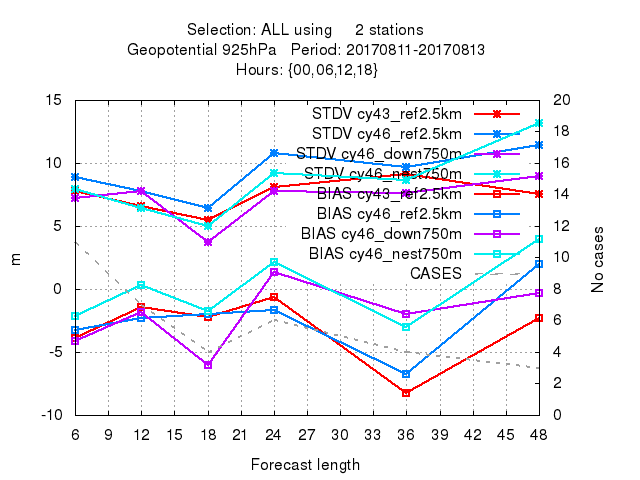 Selection: ALL using 2 stations
Geopotential 925hPa Period: 20170811-20170813
Hours: {00,06,12,18}
15 20
STDV cy43_ref2.5km
18
STDV cy46_ref2.5km
10 16
STDV cy46_down750m
STDV cy46_nest750m
14
BIAS cy43_ref2.5km
5 12
BIAS cy46_ref2.5km
BIAS cy46_down750m
10
BIAS cy46_nest750m
m No cases
CASES
0 8
6
-5 4
2
-10 0
6 9 12 15 18 21 24 27 30 33 36 39 42 45 48
Forecast length